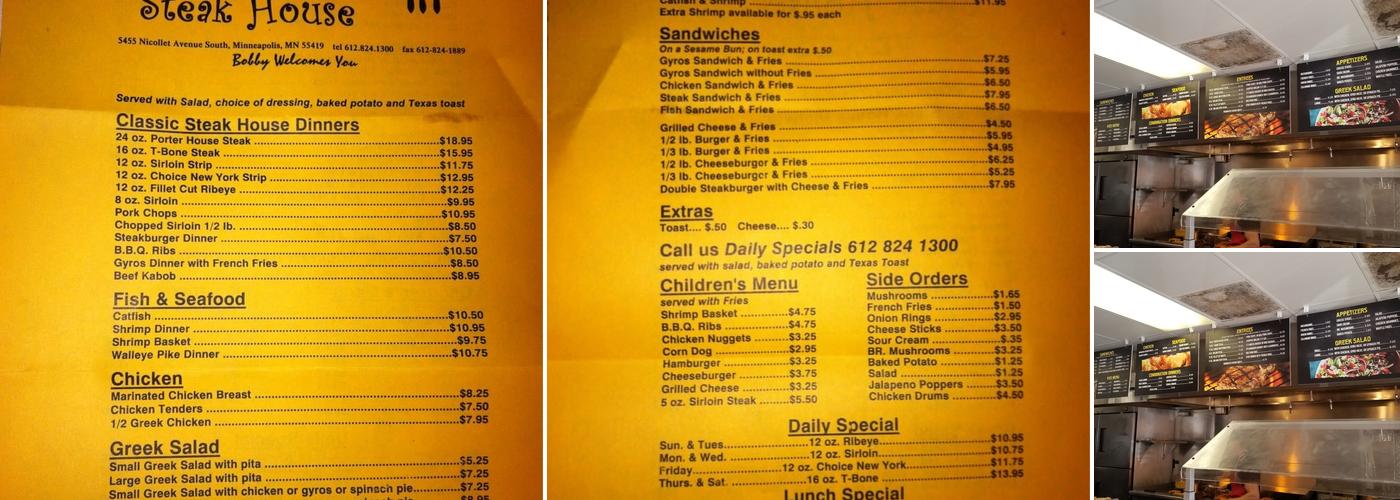 Steak House
5455 Nicollet Avenue South, Minneapolis, MN 55419 tel 612.824.1300 fax 612-824-1889
Bobby Welcomes You
Served with Salad, choice of dressing, baked potato and Texas toast
Classic Steak House Dinners
24 oz. Porter House Steak $18.95
16 oz. T-Bone Steak $15.95
12 oz. Sirloin Strip $11.75
12 oz. Choice New York Strip $12.95
12 oz. Fillet Cut Ribeye $12.25
8 oz. Sirloin $9.95
Pork Chops $10.95
Chopped Sirloin 1/2 lb. $8.50
Steakburger Dinner $7.50
B.B.Q. Ribs $10.50
Gyros Dinner with French Fries $8.50
Beef Kabob $8.95
Fish & Seafood
Catfish $10.50
Shrimp Dinner $10.95
Shrimp Basket $9.75
Walleye Pike Dinner $10.75
Chicken
Marinated Chicken Breast $8.25
Chicken Tenders $7.50
1/2 Greek Chicken $7.95
Greek Salad
Small Greek Salad with pita $5.25
Large Greek Salad with pita $7.25
Small Greek Salad with chicken or gyros or spinach pie $7.25
$8.95
Catfish & Shrimp $11.95
Extra Shrimp available for $.95 each
Sandwiches
On a Sesame Bun; on toast extra $.50
Gyros Sandwich & Fries $7.25
Gyros Sandwich without Fries $5.95
Chicken Sandwich & Fries $6.50
Steak Sandwich & Fries $7.95
Fish Sandwich & Fries $6.50
Grilled Cheese & Fries $4.50
1/2 lb. Burger & Fries $5.95
1/3 lb. Burger & Fries $4.95
1/2 lb. Cheeseburger & Fries $6.25
1/3 lb. Cheeseburger & Fries $5.25
Double Steakburger with Cheese & Fries $7.95
Extras
Toast.... $.50 Cheese.... $.30
Call us Daily Specials 612 824 1300
served with salad, baked potato and Texas Toast
Children's Menu
served with Fries
Shrimp Basket $4.75
B.B.Q. Ribs $4.75
Chicken Nuggets $3.25
Corn Dog $2.95
Hamburger $3.25
Cheeseburger $3.75
Grilled Cheese $3.25
5 oz. Sirloin Steak $5.50
Side Orders
Mushrooms $1.65
French Fries $1.50
Onion Rings $2.95
Cheese Sticks $3.50
Sour Cream $.35
BR. Mushrooms $3.25
Baked Potato $1.25
Salad $1.25
Jalapeno Poppers $3.50
Chicken Drums $4.50
Daily Special
Sun. & Tues. 12 oz. Ribeye $10.95
Mon. & Wed. 12 oz. Sirloin $10.75
Friday 12 oz. Choice New York $11.75
Thurs. & Sat. 16 oz. T-Bone $13.95
Lunch Special
CHICKEN
SEAFOOD
COMBINATION DINNERS
ENTREES
APPETIZERS
GREEK SALAD
CHICKEN
SEAFOOD
COMBINATION DINNERS
ENTREES
APPETIZERS
GREEK SALAD